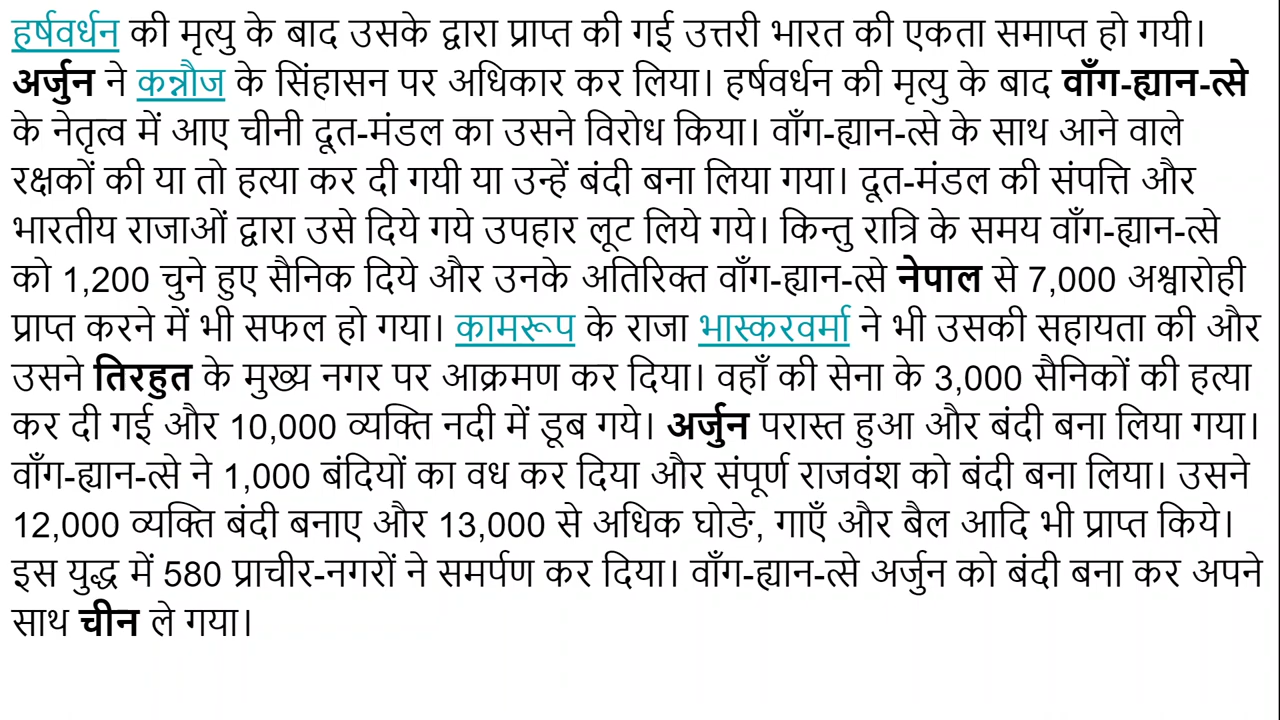 हर्षवर्धन की मृत्यु के बाद उसके द्वारा प्राप्त की गई उत्तरी भारत की एकता समाप्त हो गयी।
अर्जुन ने कन्नौज के सिंहासन पर अधिकार कर लिया। हर्षवर्धन की मृत्यु के बाद वाँग-ह्यान-त्से
के नेतृत्व में आए चीनी दूत-मंडल का उसने विरोध किया। वाँग-ह्यान-त्से के साथ आने वाले
रक्षकों की या तो हत्या कर दी गयी या उन्हें बंदी बना लिया गया। दूत-मंडल की संपत्ति और
भारतीय राजाओं द्वारा उसे दिये गये उपहार लूट लिये गये। किन्तु रात्रि के समय वाँग-ह्यान-त्से
को 1,200 चुने हुए सैनिक दिये और उनके अतिरिक्त वाँग-ह्यान-त्से नेपाल से 7,000 अश्वारोही
प्राप्त करने में भी सफल हो गया। कामरूप के राजा भास्करवर्मा ने भी उसकी सहायता की और
उसने तिरहुत के मुख्य नगर पर आक्रमण कर दिया। वहाँ की सेना के 3,000 सैनिकों की हत्या
कर दी गई और 10,000 व्यक्ति नदी में डूब गये। अर्जुन परास्त हुआ और बंदी बना लिया गया।
वाँग-ह्यान-त्से ने 1,000 बंदियों का वध कर दिया और संपूर्ण राजवंश को बंदी बना लिया। उसने
12,000 व्यक्ति बंदी बनाए और 13,000 से अधिक घोडे, गाएँ और बैल आदि भी प्राप्त किये।
इस युद्ध में 580 प्राचीर-नगरों ने समर्पण कर दिया। वाँग-ह्यान-त्से अर्जुन को बंदी बना कर अपने
साथ चीन ले गया।